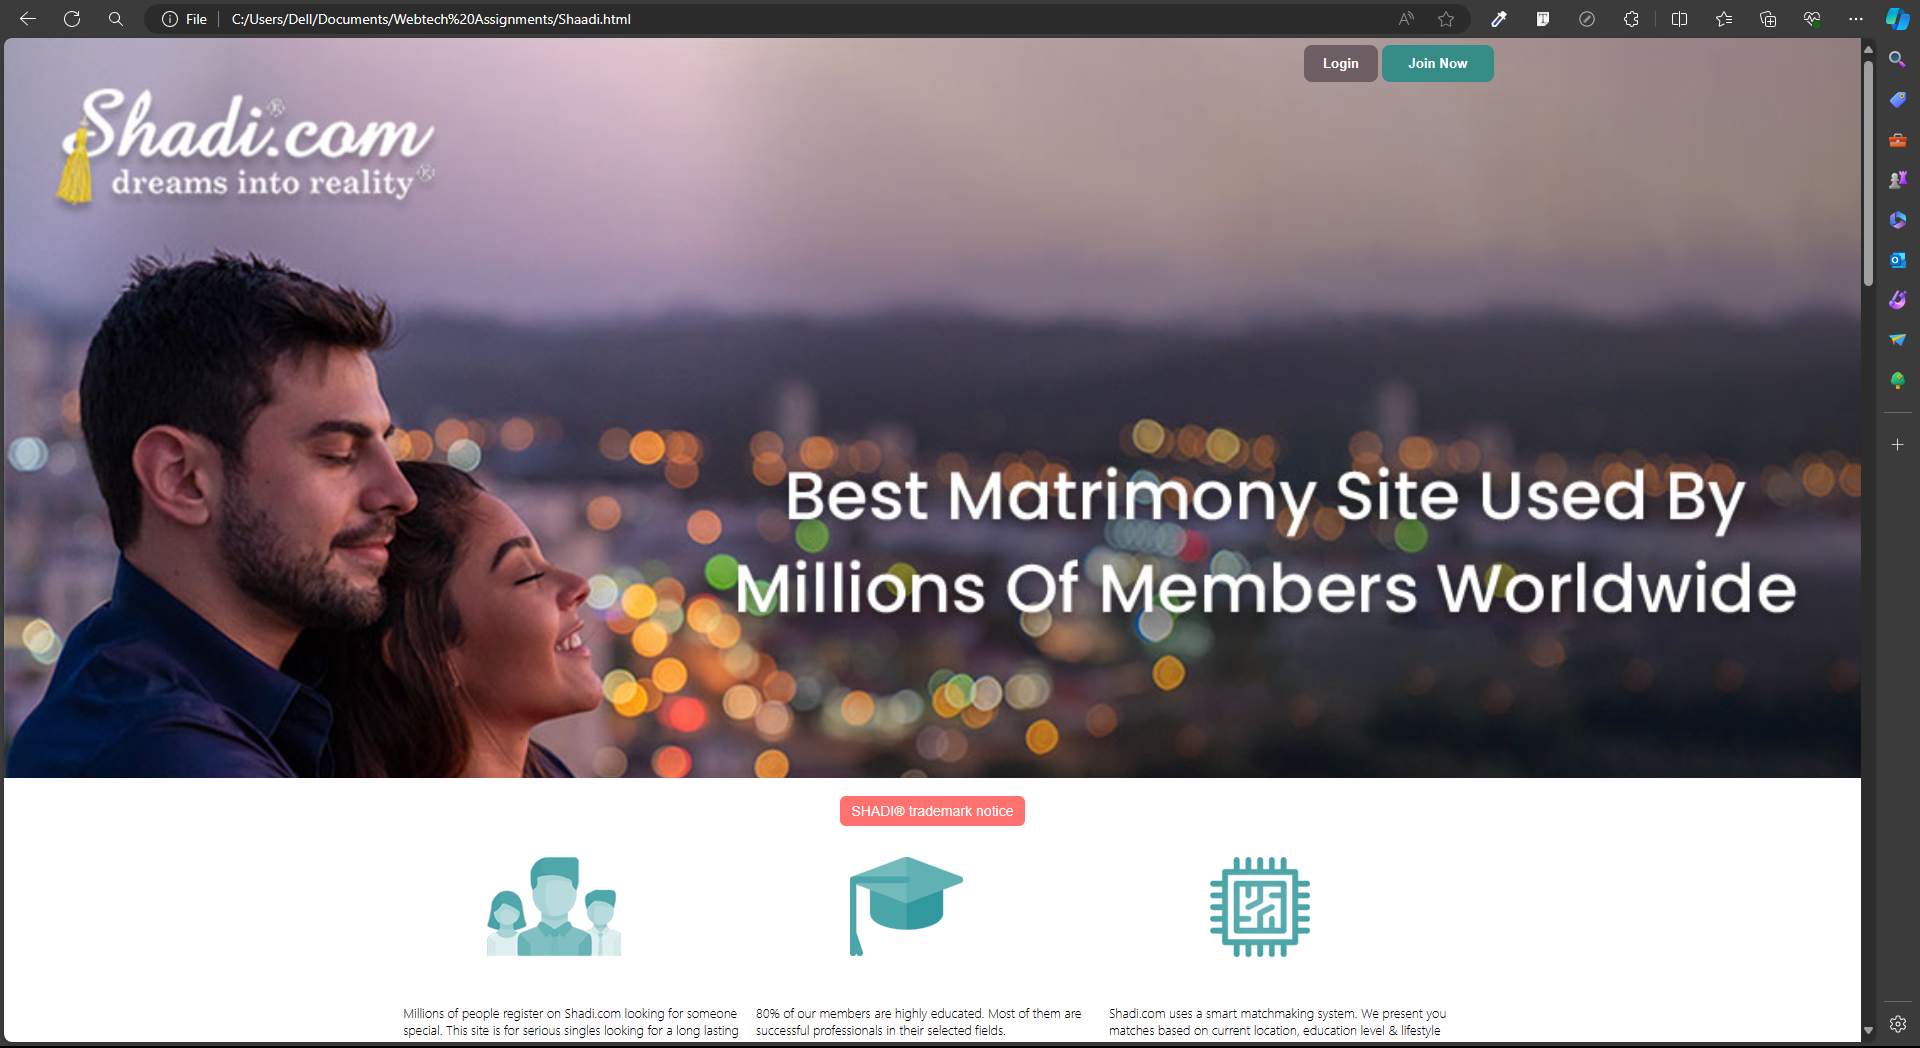 File
C:/Users/Dell/Documents/Webtech%20Assignments/Shaadi.html
Login
Join Now
Shadi.com®
dreams into reality®
Best Matrimony Site Used By
Millions Of Members Worldwide
SHADI® trademark notice
Millions of people register on Shadi.com looking for someone
special. This site is for serious singles looking for a long lasting
80% of our members are highly educated. Most of them are
successful professionals in their selected fields.
Shadi.com uses a smart matchmaking system. We present you
matches based on current location, education level & lifestyle